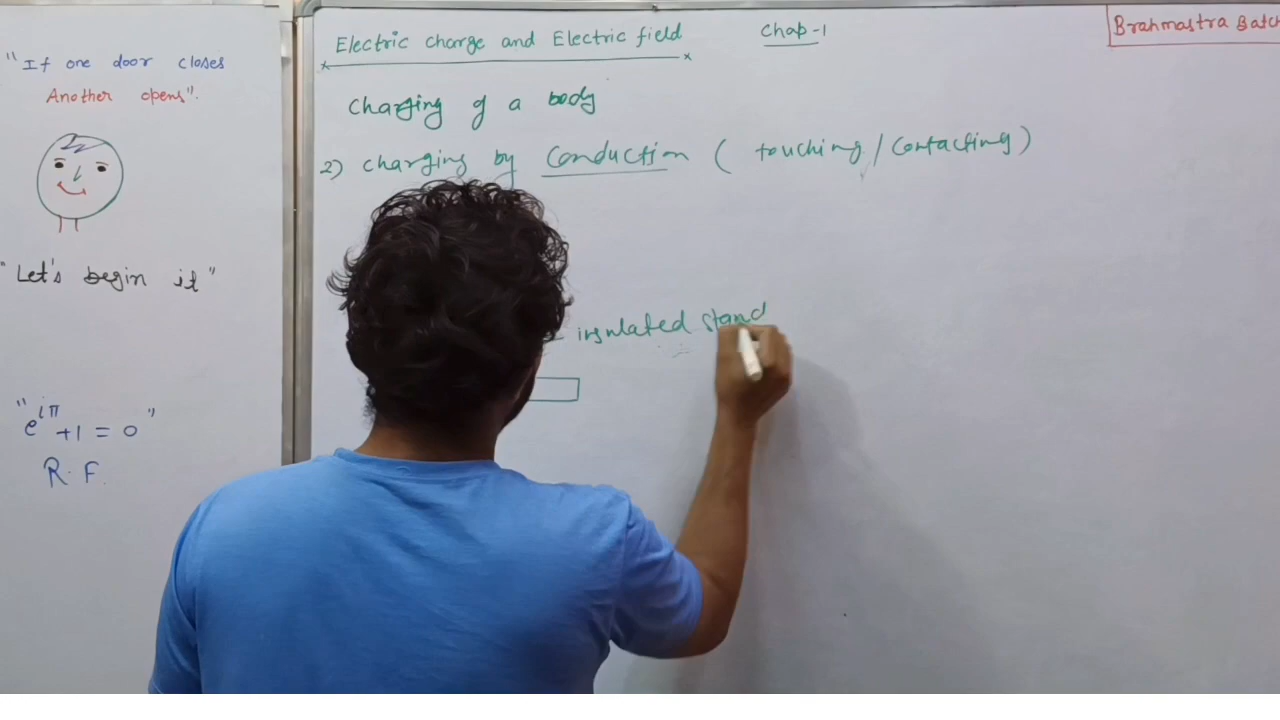 "If one door closes
Another opens".
"Let's begin it"
"e^iπ +1 = 0"
R. F.
Electric charge and Electric field Chap-1
Brahmastra Batch
Charging of a body
2) charging by Conduction ( touching / Contacting )
insulated stand